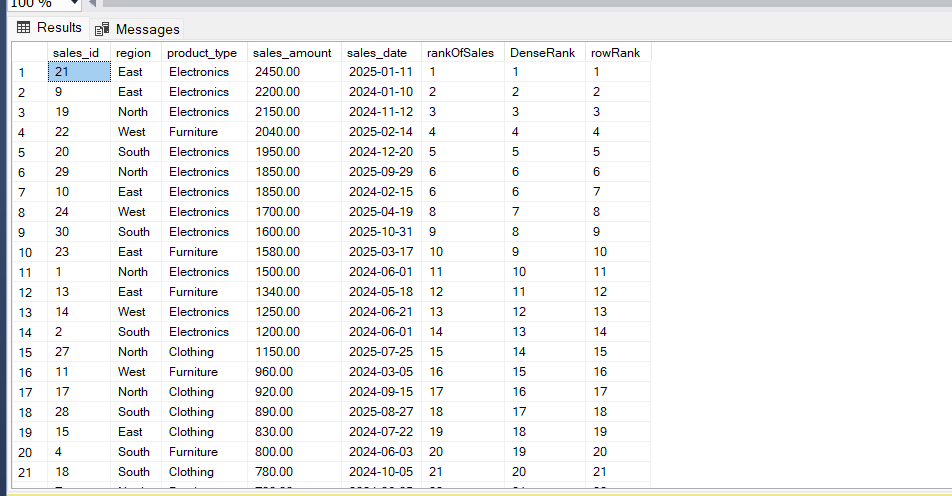 100 %
Results Messages
sales_id region product_type sales_amount sales_date rankOfSales DenseRank rowRank
1 21 East Electronics 2450.00 2025-01-11 1 1 1
2 9 East Electronics 2200.00 2024-01-10 2 2 2
3 19 North Electronics 2150.00 2024-11-12 3 3 3
4 22 West Furniture 2040.00 2025-02-14 4 4 4
5 20 South Electronics 1950.00 2024-12-20 5 5 5
6 29 North Electronics 1850.00 2025-09-29 6 6 6
7 10 East Electronics 1850.00 2024-02-15 6 6 7
8 24 West Electronics 1700.00 2025-04-19 8 7 8
9 30 South Electronics 1600.00 2025-10-31 9 8 9
10 23 East Furniture 1580.00 2025-03-17 10 9 10
11 1 North Electronics 1500.00 2024-06-01 11 10 11
12 13 East Furniture 1340.00 2024-05-18 12 11 12
13 14 West Electronics 1250.00 2024-06-21 13 12 13
14 2 South Electronics 1200.00 2024-06-01 14 13 14
15 27 North Clothing 1150.00 2025-07-25 15 14 15
16 11 West Furniture 960.00 2024-03-05 16 15 16
17 17 North Clothing 920.00 2024-09-15 17 16 17
18 28 South Clothing 890.00 2025-08-27 18 17 18
19 15 East Clothing 830.00 2024-07-22 19 18 19
20 4 South Furniture 800.00 2024-06-03 20 19 20
21 18 South Clothing 780.00 2024-10-05 21 20 21